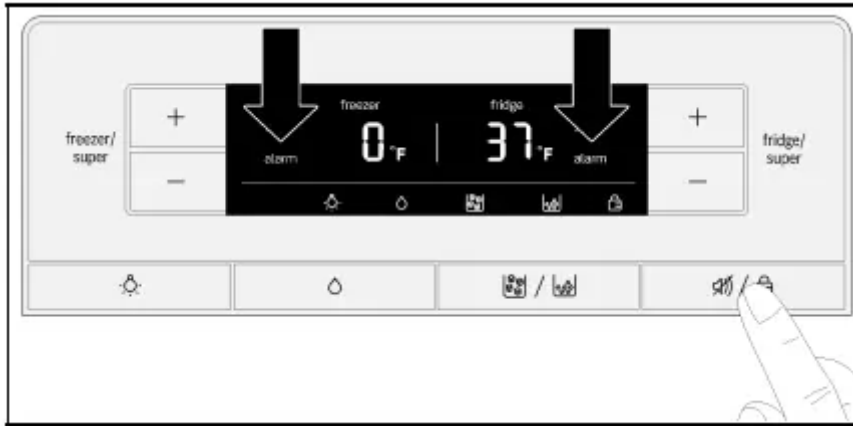 freezer/
super
+
−
freezer
fridge
alarm
0 °F
37 °F
alarm
+
−
fridge/
super
/
/